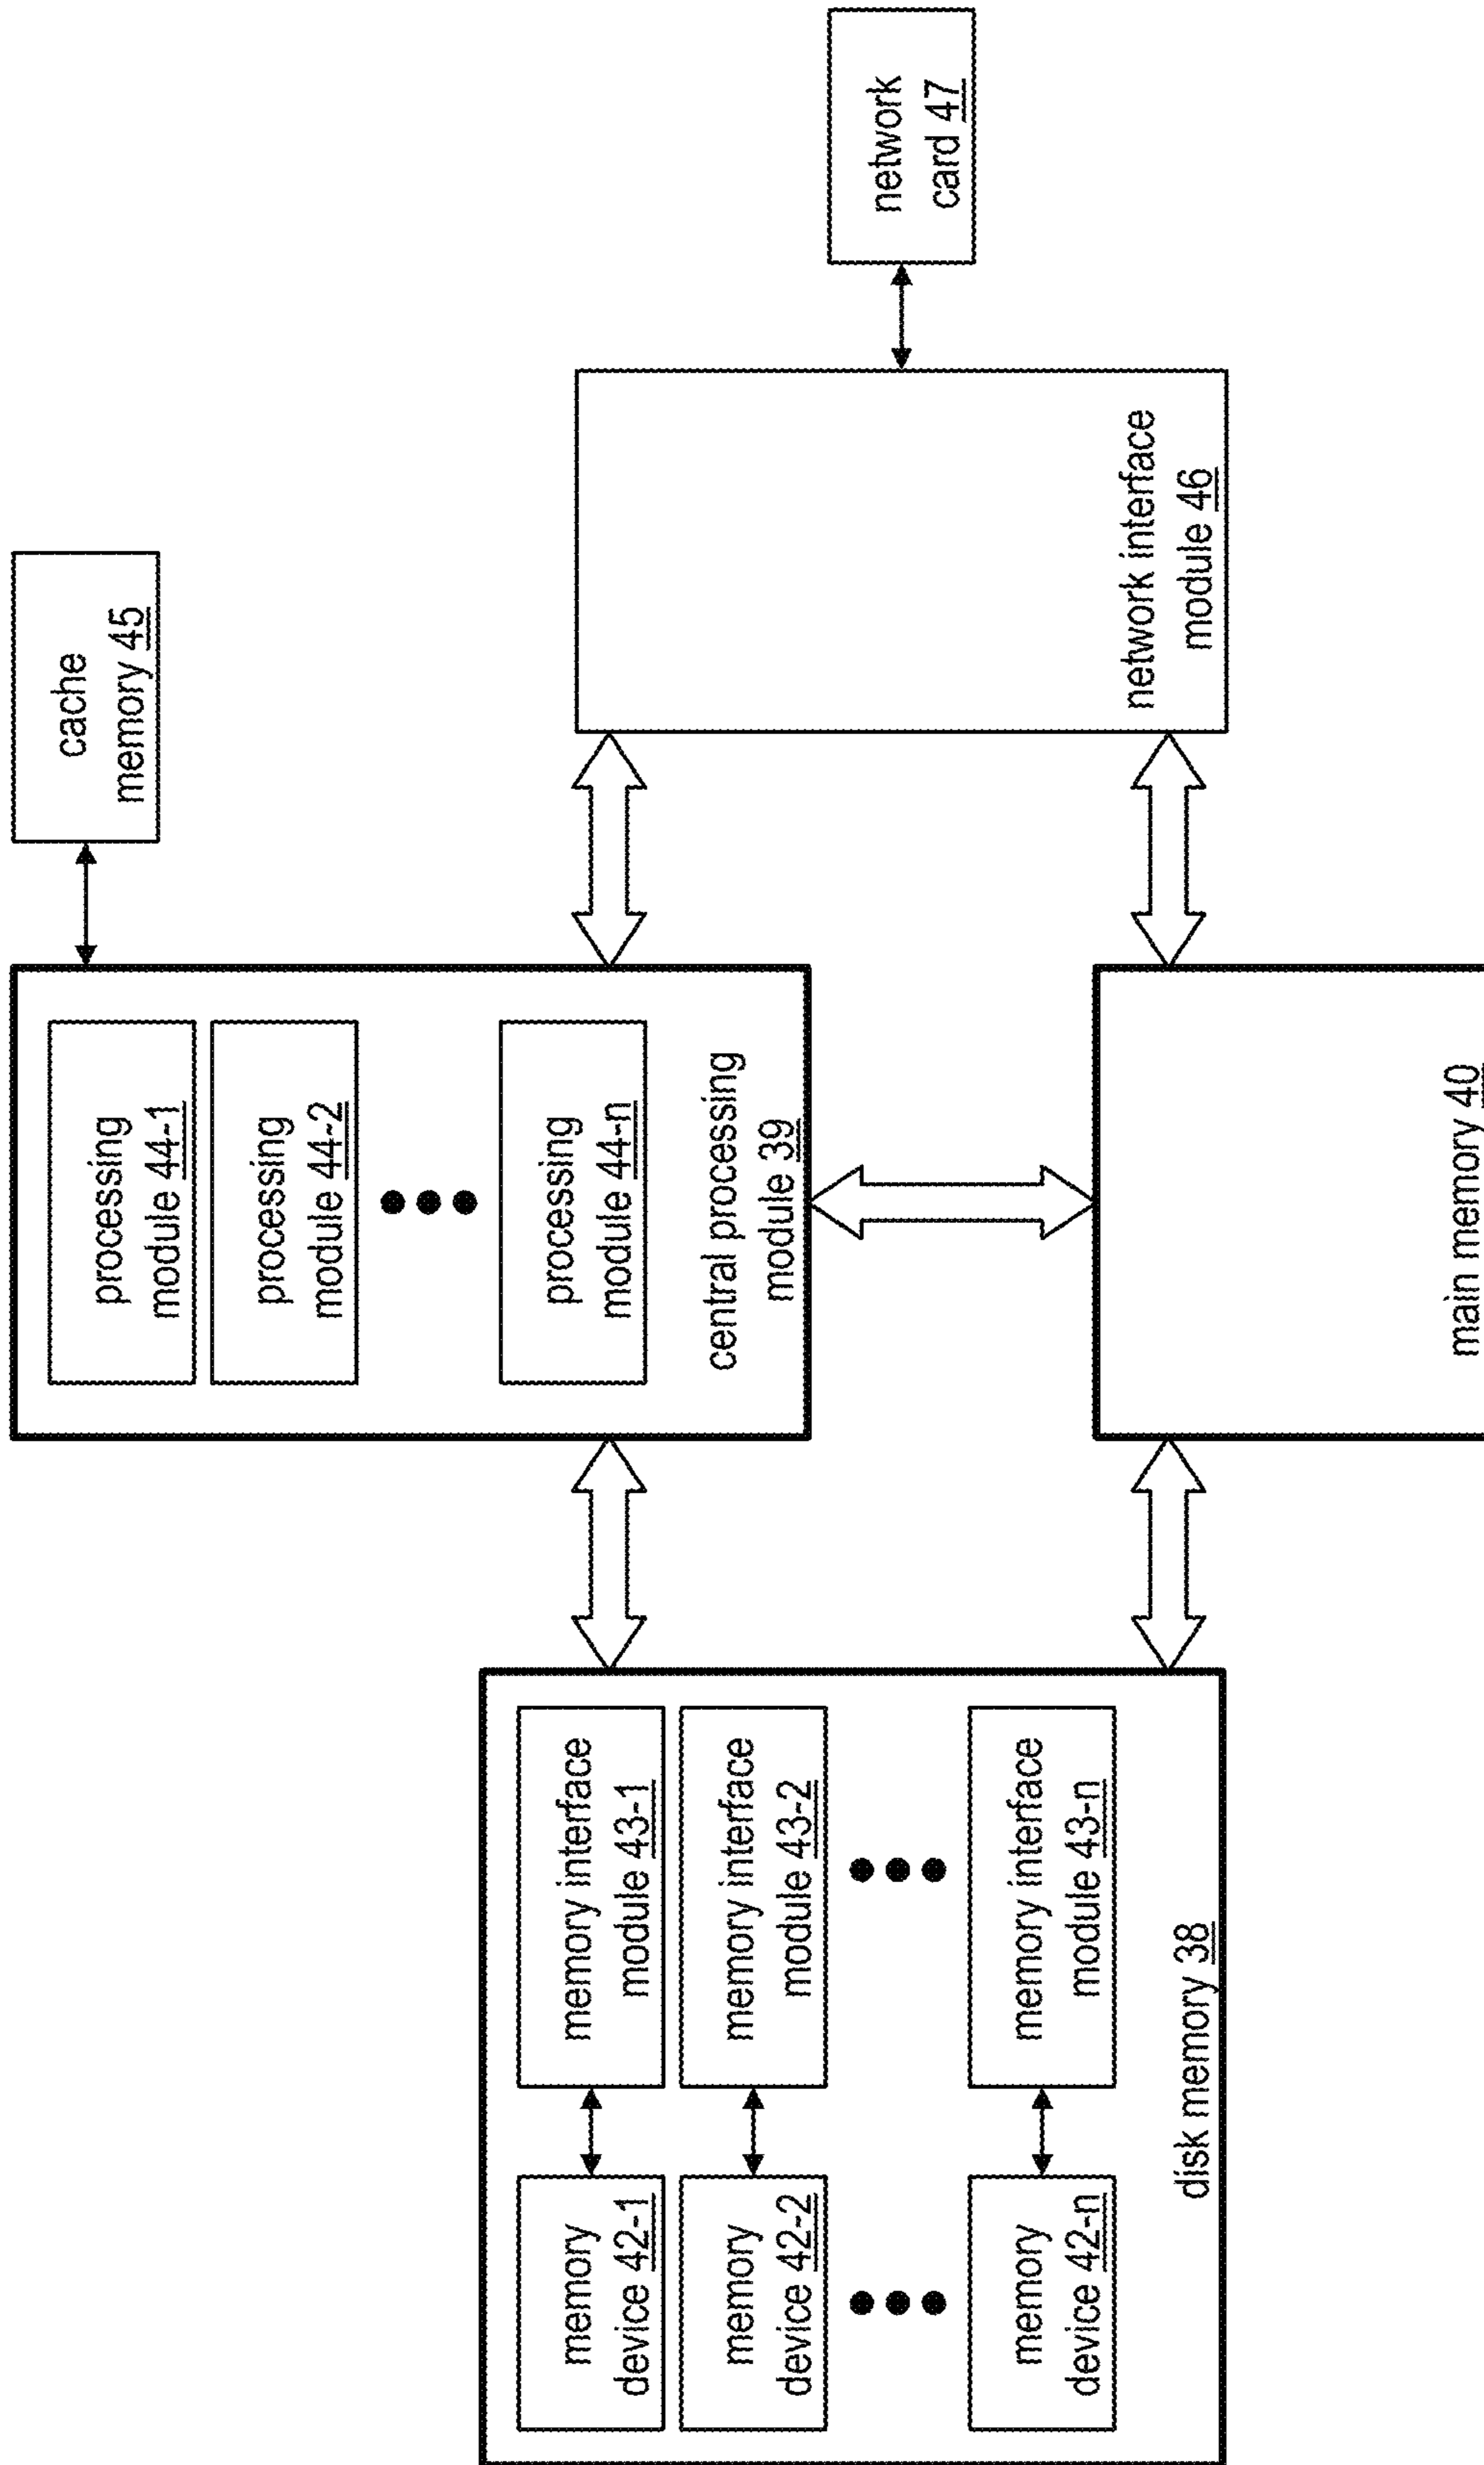 memory
device 42-1
memory
device 42-2
memory
device 42-n
memory interface
module 43-1
memory interface
module 43-2
memory interface
module 43-n
disk memory 38
processing
module 44-1
processing
module 44-2
processing
module 44-n
central processing
module 39
main memory 40
cache
memory 45
network interface
module 46
network
card 47